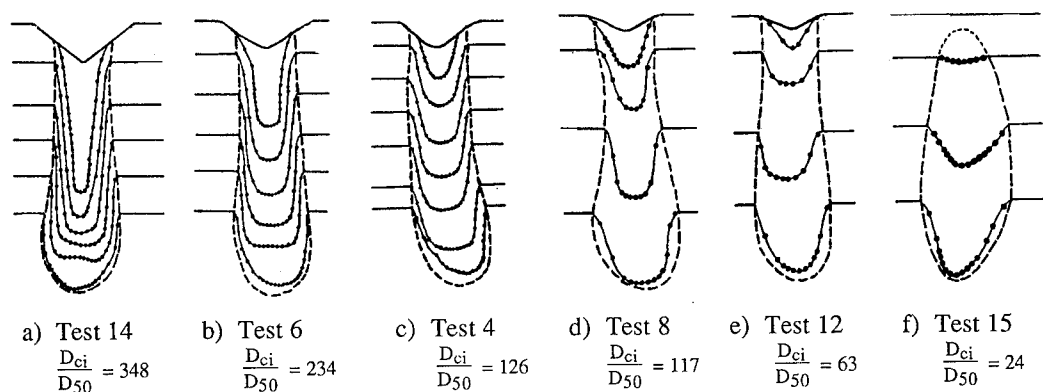 a) Test 14
D_ci / D_50 = 348
b) Test 6
D_ci / D_50 = 234
c) Test 4
D_ci / D_50 = 126
d) Test 8
D_ci / D_50 = 117
e) Test 12
D_ci / D_50 = 63
f) Test 15
D_ci / D_50 = 24